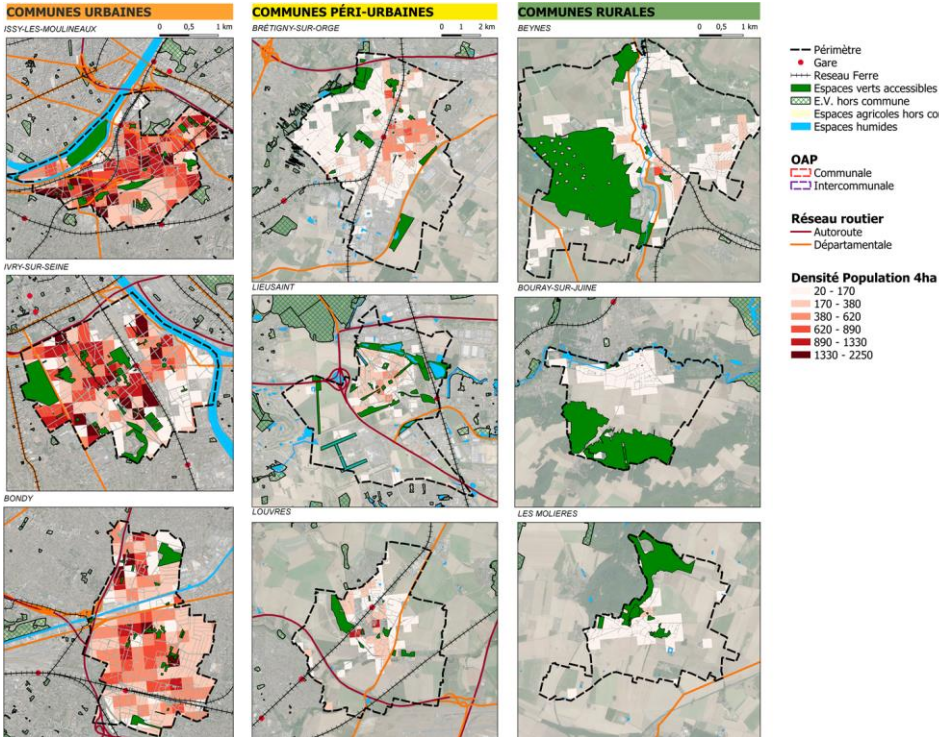 COMMUNES URBAINES
ISSY-LES-MOULINEAUX
0 0,5 1 km
IVRY-SUR-SEINE
BONDY
COMMUNES PÉRI-URBAINES
BRÉTIGNY-SUR-ORGE
0 1 2 km
LIEUSAINT
LOUVRES
COMMUNES RURALES
BEYNES
0 0,5 1 km
BOURAY-SUR-JUINE
LES MOLIERES
Périmètre
Gare
Reseau Ferre
Espaces verts accessibles
E.V. hors commune
Espaces agricoles hors co
Espaces humides
OAP
Communale
Intercommunale
Réseau routier
Autoroute
Départamentale
Densité Population 4ha
20 - 170
170 - 380
380 - 620
620 - 890
890 - 1330
1330 - 2250